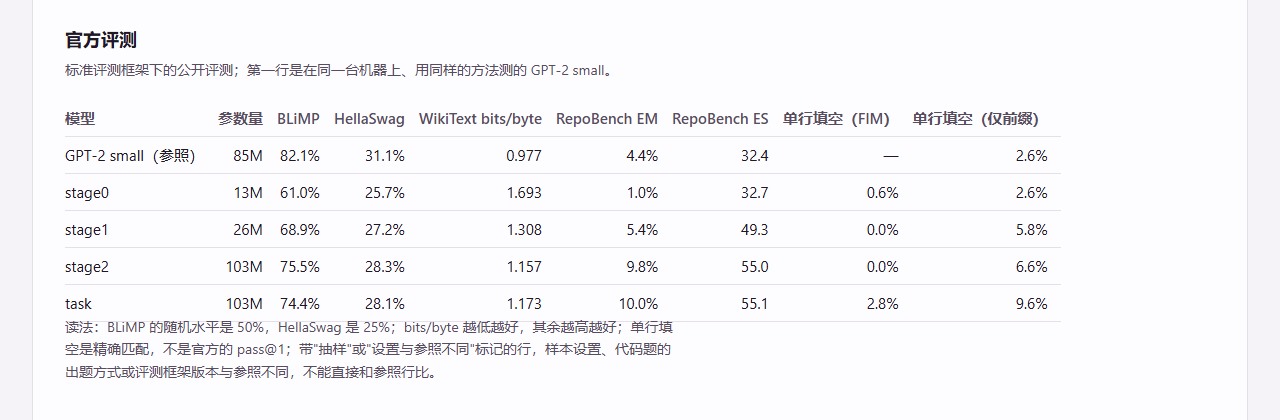 官方评测
标准评测框架下的公开评测；第一行是在同一台机器上、用同样的方法测的 GPT-2 small。
模型 参数量 BLiMP HellaSwag WikiText bits/byte RepoBench EM RepoBench ES 单行填空（FIM） 单行填空（仅前缀）
GPT-2 small（参照） 85M 82.1% 31.1% 0.977 4.4% 32.4 — 2.6%
stage0 13M 61.0% 25.7% 1.693 1.0% 32.7 0.6% 2.6%
stage1 26M 68.9% 27.2% 1.308 5.4% 49.3 0.0% 5.8%
stage2 103M 75.5% 28.3% 1.157 9.8% 55.0 0.0% 6.6%
task 103M 74.4% 28.1% 1.173 10.0% 55.1 2.8% 9.6%
读法：BLiMP 的随机水平是 50%，HellaSwag 是 25%；bits/byte 越低越好，其余越高越好；单行填
空是精确匹配，不是官方的 pass@1；带"抽样"或"设置与参照不同"标记的行，样本设置、代码题的
出题方式或评测框架版本与参照不同，不能直接和参照行比。